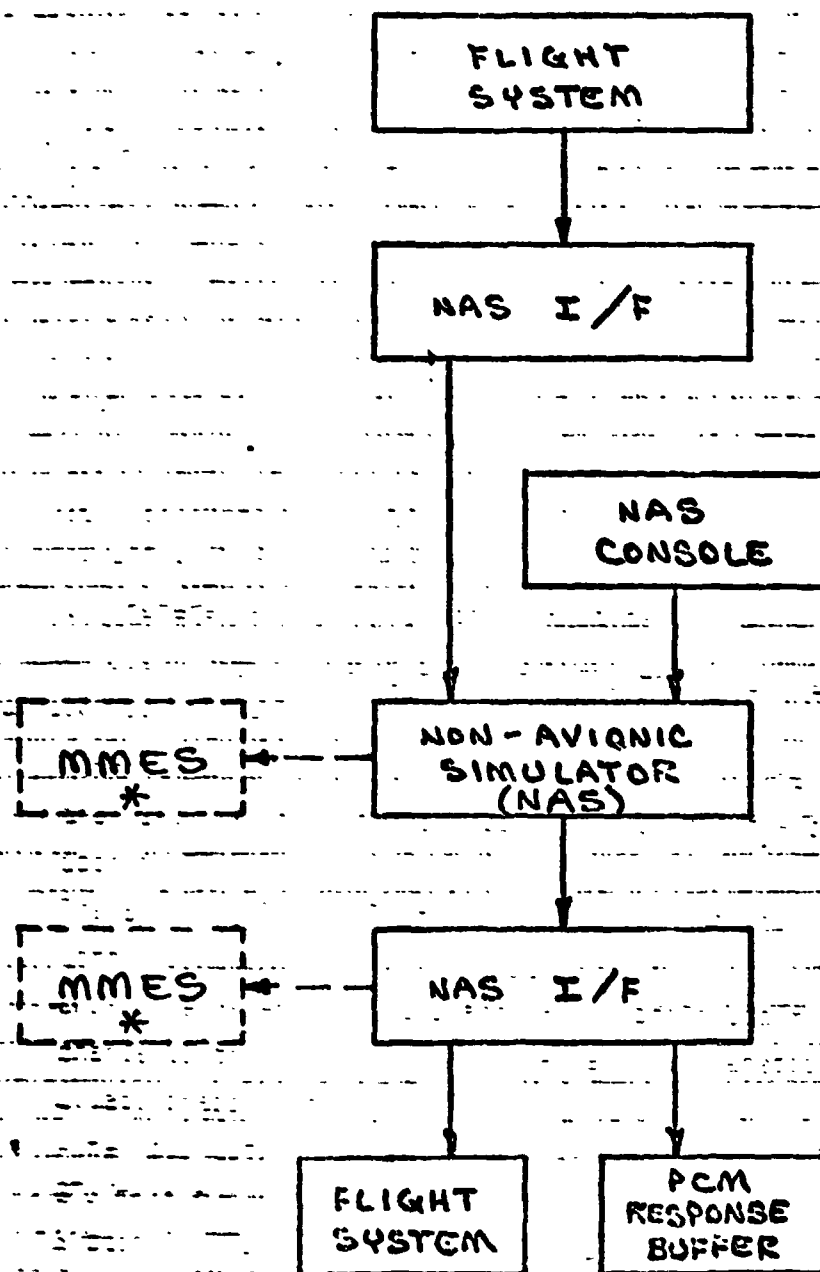 FLIGHT
SYSTEM
NAS I/F
NAS
CONSOLE
NON-AVIONIC
SIMULATOR
(NAS)
MMES
*
NAS I/F
MMES
*
FLIGHT
SYSTEM
PCM
RESPONSE
BUFFER